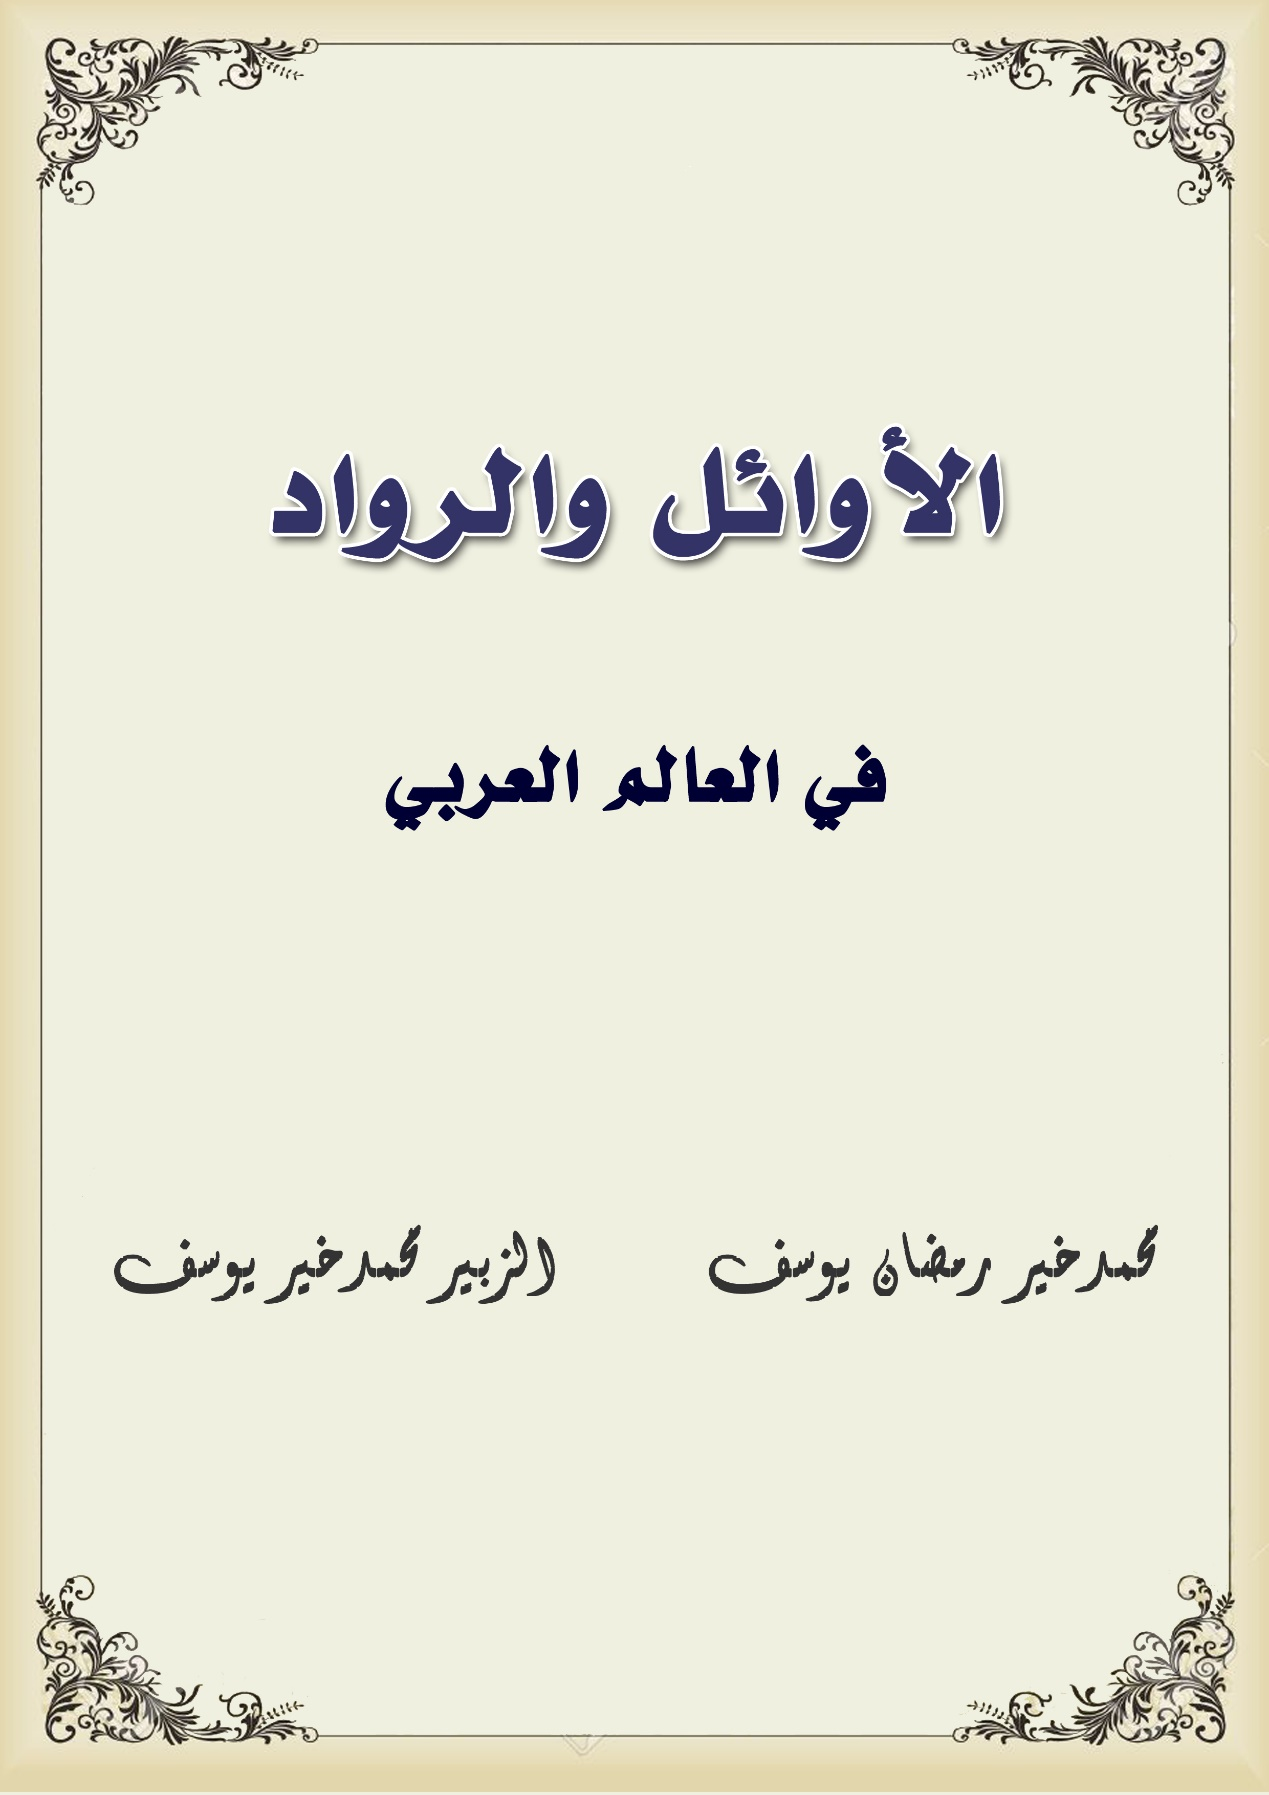 الأوائل والرواد
في العالم العربي
محمد خير رمضان يوسف
الزبير محمد خير يوسف